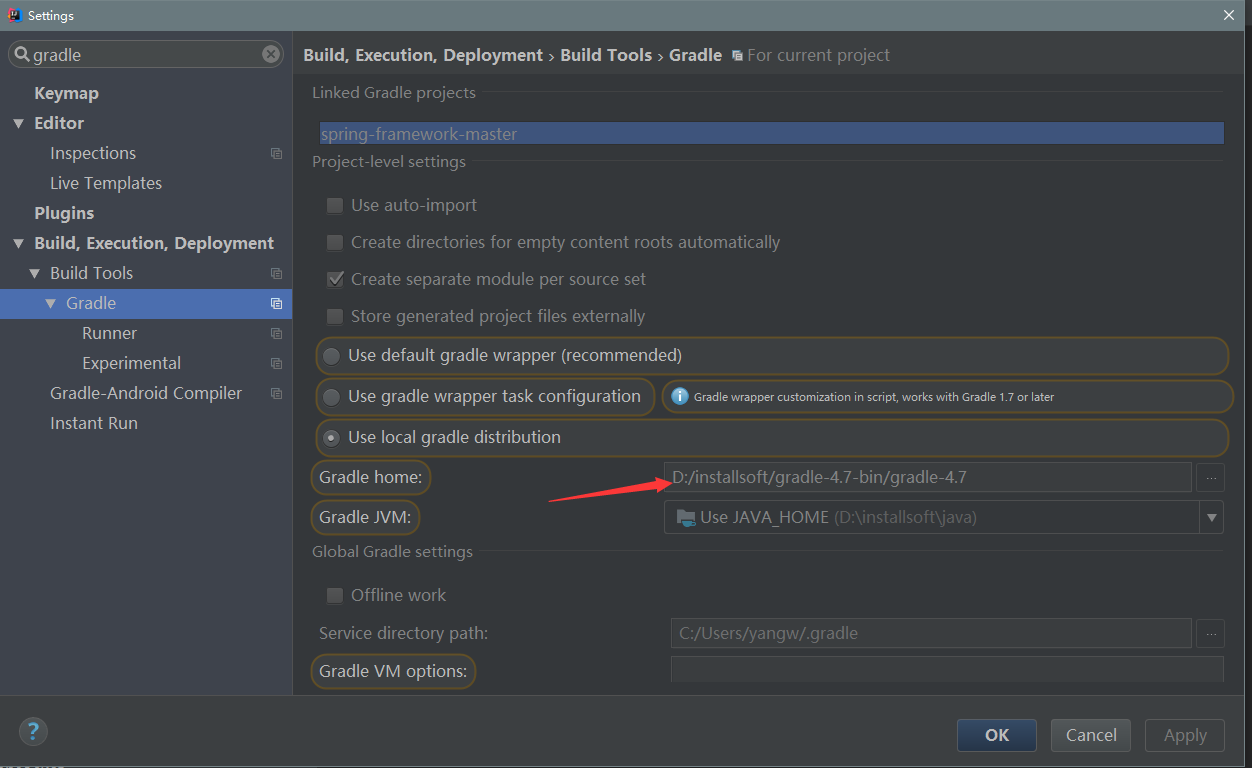 Settings
gradle
Keymap
Editor
Inspections
Live Templates
Plugins
Build, Execution, Deployment
Build Tools
Gradle
Runner
Experimental
Gradle-Android Compiler
Instant Run
Build, Execution, Deployment › Build Tools › Gradle For current project
Linked Gradle projects
spring-framework-master
Project-level settings
Use auto-import
Create directories for empty content roots automatically
Create separate module per source set
Store generated project files externally
Use default gradle wrapper (recommended)
Use gradle wrapper task configuration Gradle wrapper customization in script, works with Gradle 1.7 or later
Use local gradle distribution
Gradle home: D:/installsoft/gradle-4.7-bin/gradle-4.7 ...
Gradle JVM: Use JAVA_HOME (D:\installsoft\java)
Global Gradle settings
Offline work
Service directory path: C:/Users/yangw/.gradle ...
Gradle VM options:
? OK Cancel Apply